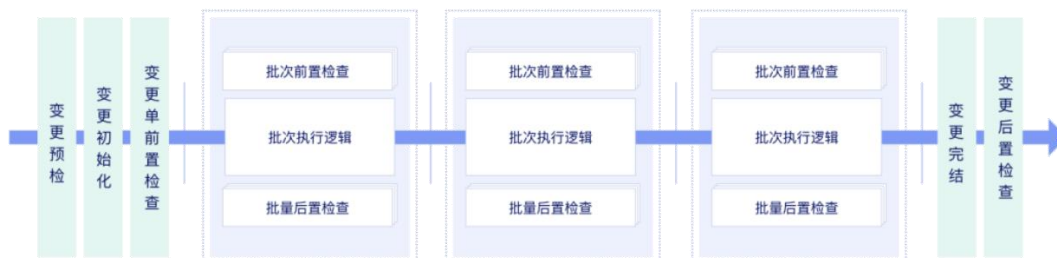 变更预检
变更初始化
变更单前置检查
批次前置检查
批次执行逻辑
批量后置检查
批次前置检查
批次执行逻辑
批量后置检查
批次前置检查
批次执行逻辑
批量后置检查
变更完结
变更后置检查